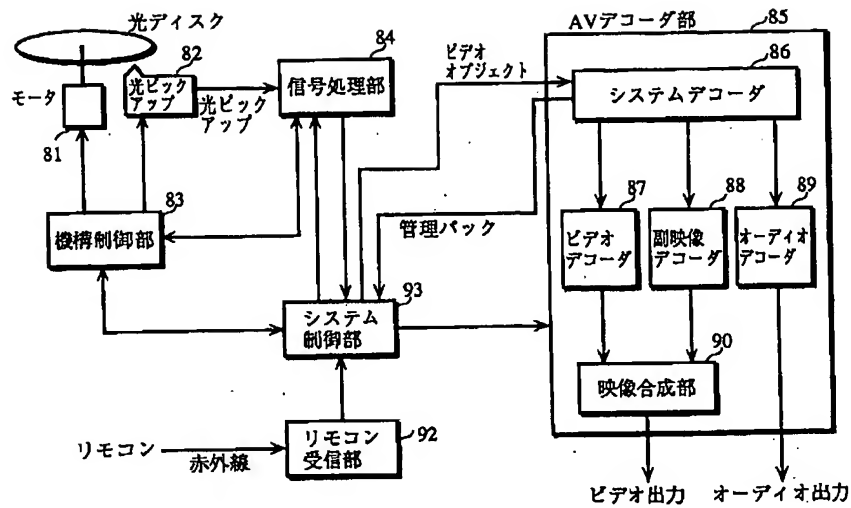 光ディスク
82
84
AVデコーダ部
85
モータ
81
光ピック
アップ
光ピック
アップ
信号処理部
ビデオ
オブジェクト
86
システムデコーダ
83
機構制御部
管理パック
87
ビデオ
デコーダ
88
副映像
デコーダ
89
オーディオ
デコーダ
93
システム
制御部
90
映像合成部
リモコン
赤外線
リモコン
受信部
92
ビデオ出力
オーディオ出力